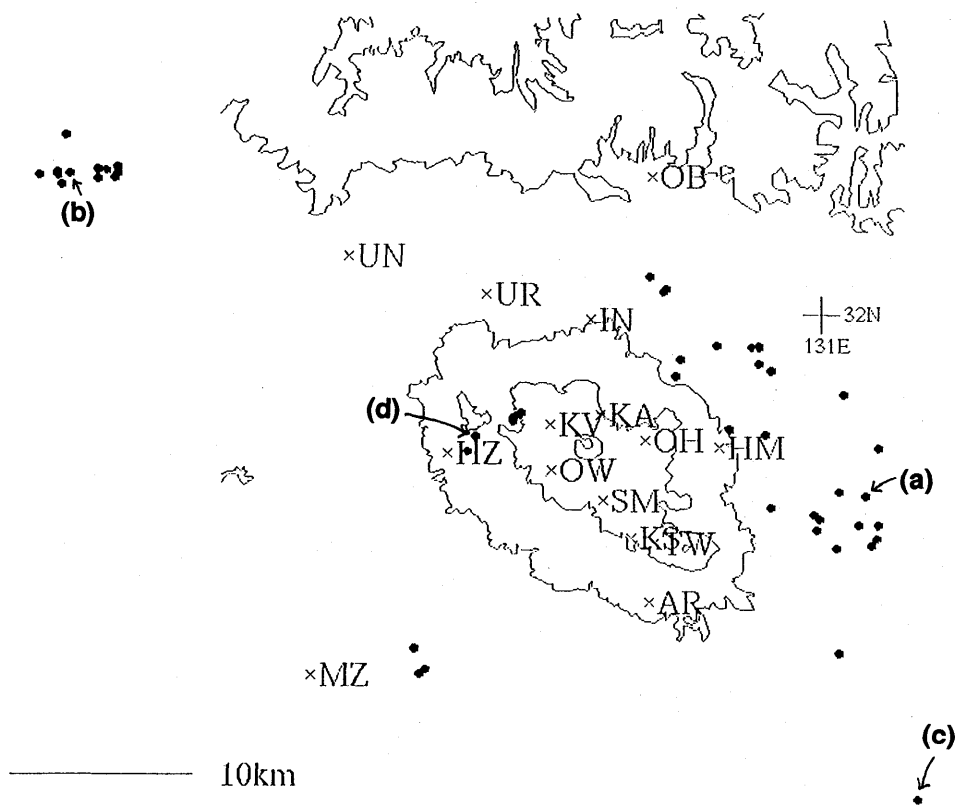 OB
(b)
UN
UR
IN
32N
131E
(d)
KA
KV
OH
HM
HZ
OW
(a)
SM
KS
TW
AR
MZ
(c)
10km